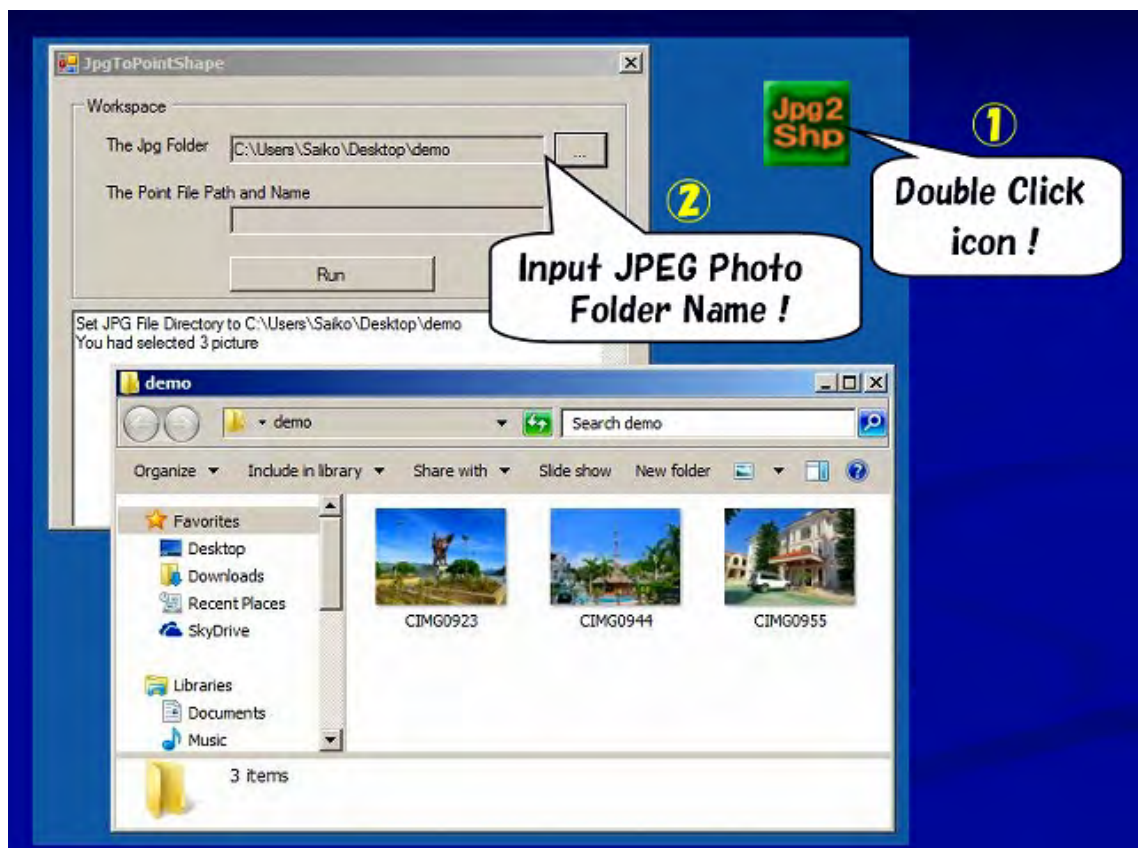 JpgToPointShape
Workspace
The Jpg Folder
C:\Users\Saiko\Desktop\demo
...
The Point File Path and Name
Run
Set JPG File Directory to C:\Users\Saiko\Desktop\demo
You had selected 3 picture
Jpg2
Shp
①
Double Click
icon !
②
Input JPEG Photo
Folder Name !
demo
demo
Search demo
Organize
Include in library
Share with
Slide show
New folder
Favorites
Desktop
Downloads
Recent Places
SkyDrive
Libraries
Documents
Music
CIMG0923
CIMG0944
CIMG0955
3 items